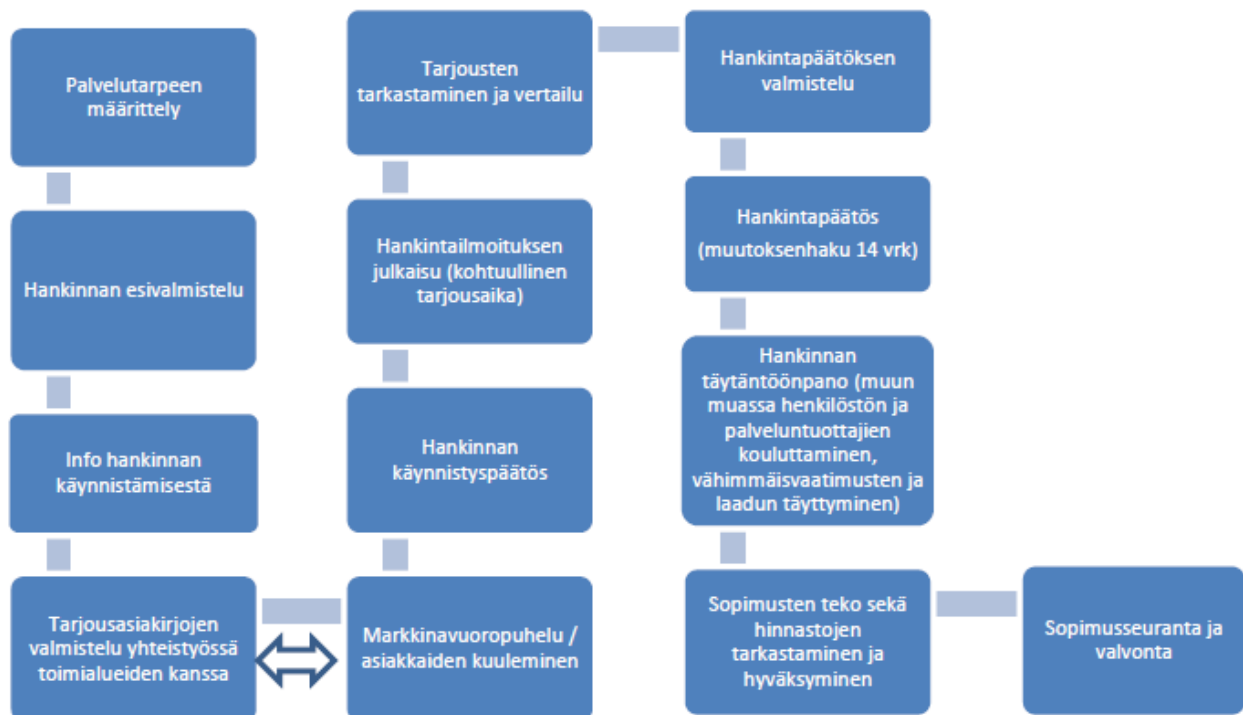 Palvelutarpeen
määrittely
Hankinnan esivalmistelu
Info hankinnan
käynnistämisestä
Tarjousasiakirjojen
valmistelu yhteistyössä
toimialueiden kanssa
Markkinavuoropuhelu /
asiakkaiden kuuleminen
Hankinnan
käynnistyspäätös
Hankintailmoituksen
julkaisu (kohtuullinen
tarjousaika)
Tarjousten
tarkastaminen ja vertailu
Hankintapäätöksen
valmistelu
Hankintapäätös
(muutoksenhaku 14 vrk)
Hankinnan
täytäntöönpano (muun
muassa henkilöstön ja
palveluntuottajien
kouluttaminen,
vähimmäisvaatimusten ja
laadun täyttyminen)
Sopimusten teko sekä
hinnastojen
tarkastaminen ja
hyväksyminen
Sopimusseuranta ja
valvonta